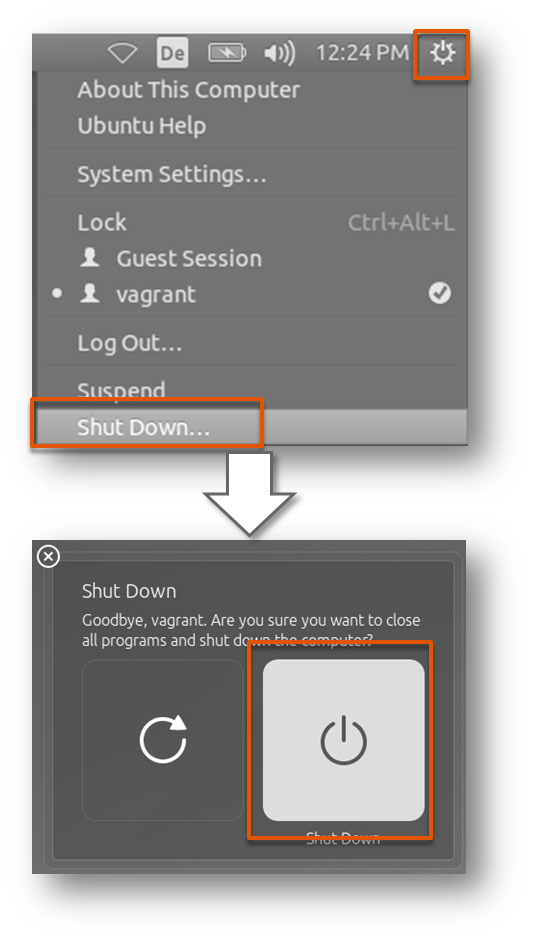 De 12:24 PM
About This Computer
Ubuntu Help
System Settings...
Lock Ctrl+Alt+L
Guest Session
vagrant
Log Out...
Suspend
Shut Down...
Shut Down
Goodbye, vagrant. Are you sure you want to close
all programs and shut down the computer?
Shut Down